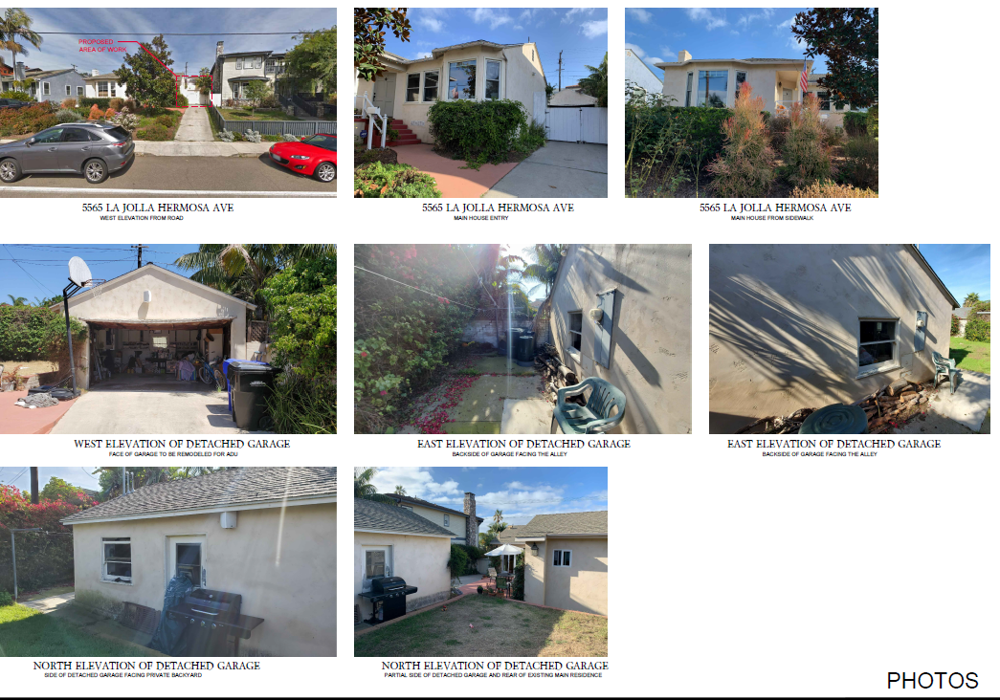 PROPOSED
AREA OF WORK
5565 LA JOLLA HERMOSA AVE
WEST ELEVATION FROM ROAD
5565 LA JOLLA HERMOSA AVE
MAIN HOUSE ENTRY
5565 LA JOLLA HERMOSA AVE
MAIN HOUSE FROM SIDEWALK
WEST ELEVATION OF DETACHED GARAGE
FACE OF GARAGE TO BE REMODELED FOR ADU
EAST ELEVATION OF DETACHED GARAGE
BACKSIDE OF GARAGE FACING THE ALLEY
EAST ELEVATION OF DETACHED GARAGE
BACKSIDE OF GARAGE FACING THE ALLEY
NORTH ELEVATION OF DETACHED GARAGE
SIDE OF DETACHED GARAGE FACING PRIVATE BACKYARD
NORTH ELEVATION OF DETACHED GARAGE
PARTIAL SIDE OF DETACHED GARAGE AND REAR OF EXISTING MAIN RESIDENCE
PHOTOS